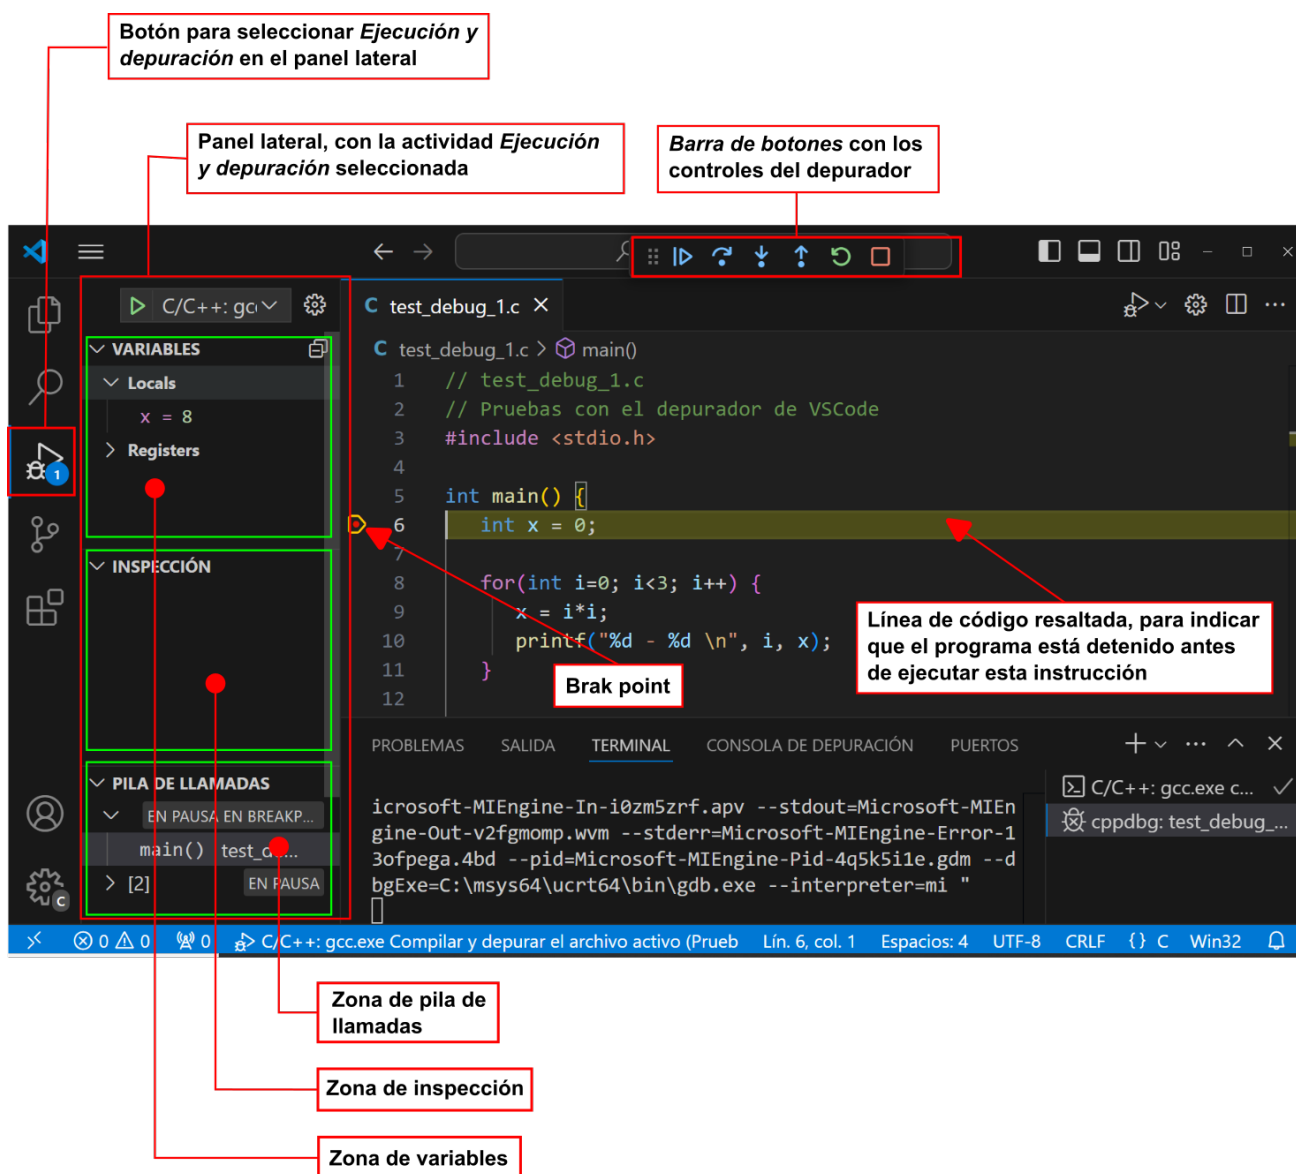 Botón para seleccionar Ejecución y
depuración en el panel lateral
Panel lateral, con la actividad Ejecución
y depuración seleccionada
Barra de botones con los
controles del depurador
C/C++: gc
C test_debug_1.c
VARIABLES
Locals
x = 8
Registers
1
C test_debug_1.c > main()
1 // test_debug_1.c
2 // Pruebas con el depurador de VSCode
3 #include <stdio.h>
4
5 int main() {
6 int x = 0;
7
8 for(int i=0; i<3; i++) {
9 x = i*i;
10 printf("%d - %d \n", i, x);
11 }
12
Línea de código resaltada, para indicar
que el programa está detenido antes
de ejecutar esta instrucción
Brak point
INSPECCIÓN
PILA DE LLAMADAS
EN PAUSA EN BREAKP...
main() test_de...
[2] EN PAUSA
C
PROBLEMAS SALIDA TERMINAL CONSOLA DE DEPURACIÓN PUERTOS
icrosoft-MIEngine-In-i0zm5zrf.apv --stdout=Microsoft-MIEn
gine-Out-v2fgmomp.wvm --stderr=Microsoft-MIEngine-Error-1
3ofpega.4bd --pid=Microsoft-MIEngine-Pid-4q5k5i1e.gdm --d
bgExe=C:\msys64\ucrt64\bin\gdb.exe --interpreter=mi "
C/C++: gcc.exe c...
cppdbg: test_debug_...
0 0 0 C/C++: gcc.exe Compilar y depurar el archivo activo (Prueb Lín. 6, col. 1 Espacios: 4 UTF-8 CRLF {} C Win32
Zona de pila de
llamadas
Zona de inspección
Zona de variables